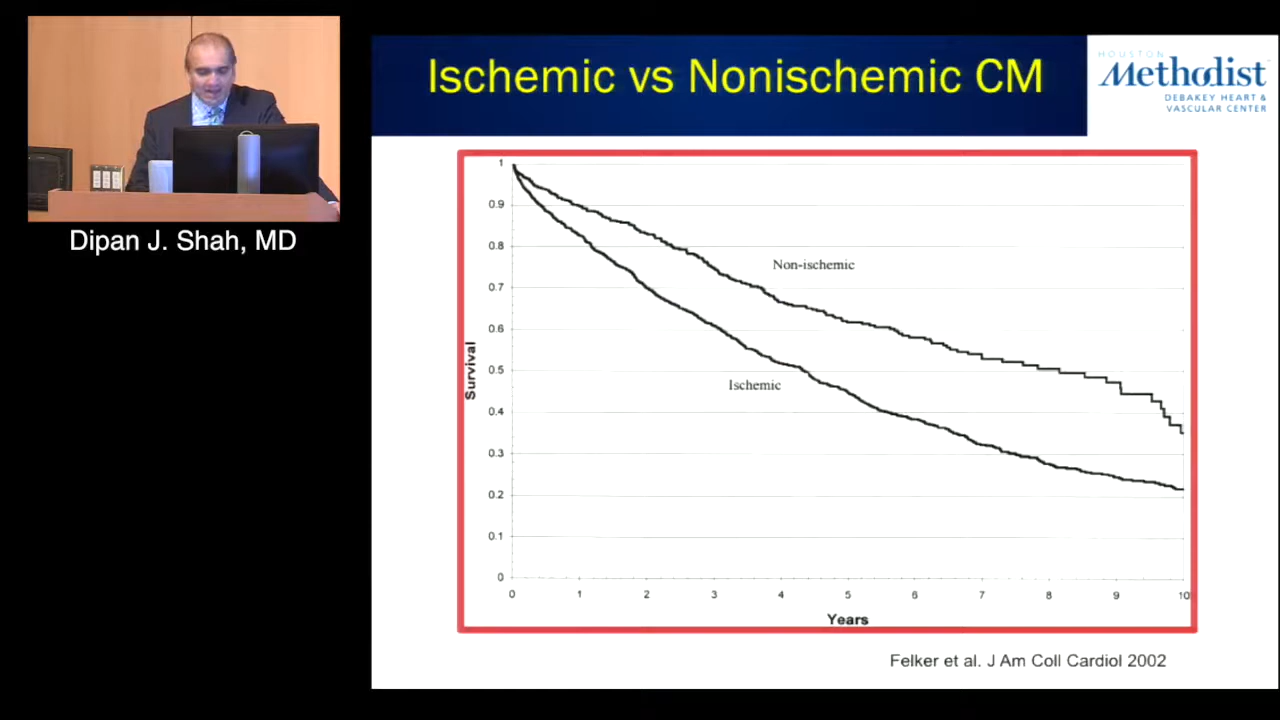 Ischemic vs Nonischemic CM
HOUSTON
Methodist
DEBAKEY HEART &
VASCULAR CENTER
Dipan J. Shah, MD
1
0.9
0.8
0.7
0.6
0.5
0.4
0.3
0.2
0.1
0
Survival
Non-ischemic
Ischemic
0 1 2 3 4 5 6 7 8 9 10
Years
Felker et al. J Am Coll Cardiol 2002